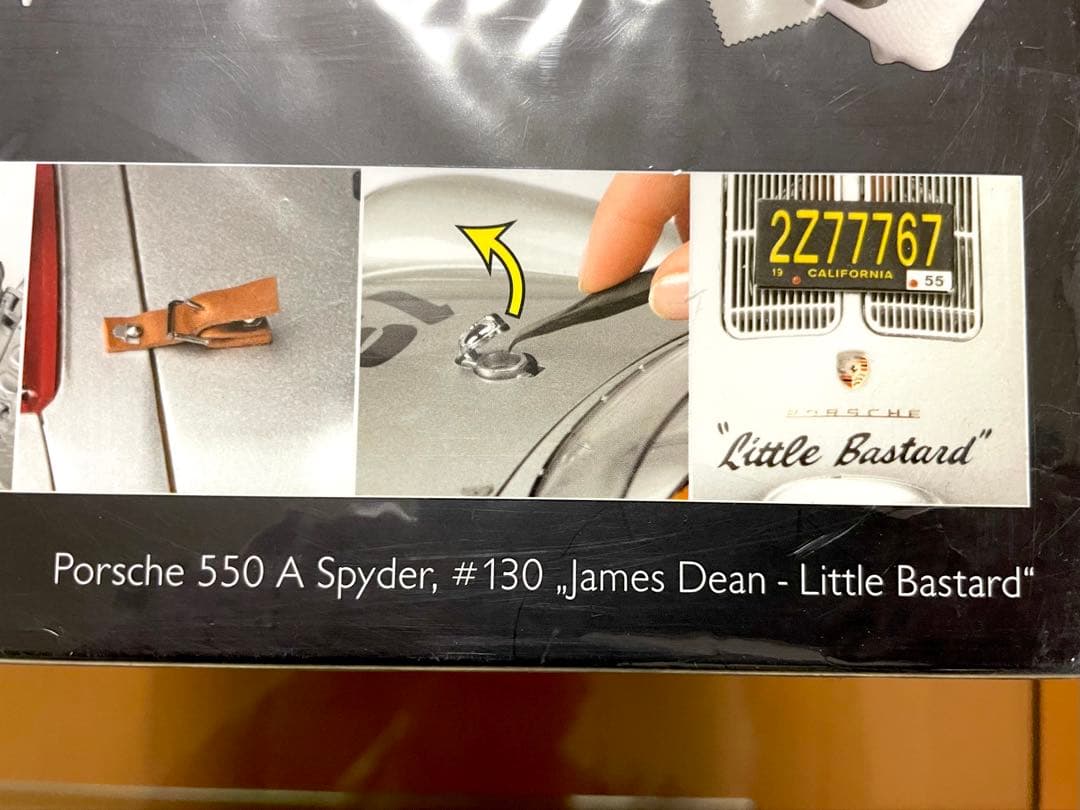 2Z77767
19 CALIFORNIA 55
PORSCHE
"Little Bastard"
Porsche 550 A Spyder, #130 „James Dean - Little Bastard“